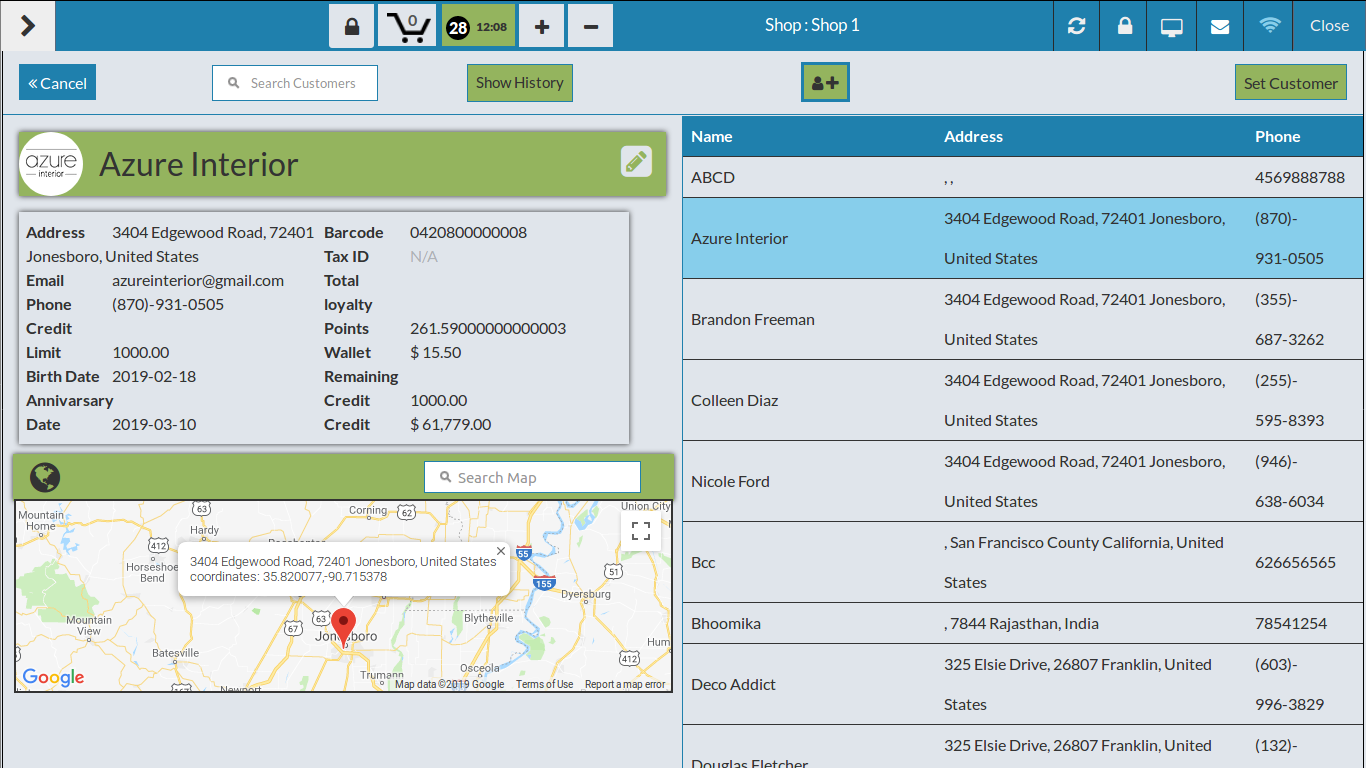 0
28 12:08
Shop : Shop 1
Close
Cancel
Search Customers
Show History
Set Customer
azure
interior
Azure Interior
Address 3404 Edgewood Road, 72401
Jonesboro, United States
Email azureinterior@gmail.com
Phone (870)-931-0505
Credit
Limit 1000.00
Birth Date 2019-02-18
Annivarsary
Date 2019-03-10
Barcode 0420800000008
Tax ID N/A
Total
loyalty
Points 261.59000000000003
Wallet $ 15.50
Remaining
Credit 1000.00
Credit $ 61,779.00
Search Map
Union City
63
Corning
62
Mountain
Home
Hardy
412
Horseshoe
Bend
3404 Edgewood Road, 72401 Jonesboro, United States
coordinates: 35.820077,-90.715378
55
155
51
Dyersburg
Mountain
View
63
67
Jonesboro
Blytheville
Hum
412
Batesville
Osceola
Trumann
Newport
Google
Map data ©2019 Google
Terms of Use
Report a map error
Name Address Phone
ABCD , , 4569888788
Azure Interior
3404 Edgewood Road, 72401 Jonesboro,
United States
(870)-
931-0505
Brandon Freeman
3404 Edgewood Road, 72401 Jonesboro,
United States
(355)-
687-3262
Colleen Diaz
3404 Edgewood Road, 72401 Jonesboro,
United States
(255)-
595-8393
Nicole Ford
3404 Edgewood Road, 72401 Jonesboro,
United States
(946)-
638-6034
Bcc
, San Francisco County California, United
States
626656565
Bhoomika , 7844 Rajasthan, India 78541254
Deco Addict
325 Elsie Drive, 26807 Franklin, United
States
(603)-
996-3829
Douglas Fletcher
325 Elsie Drive, 26807 Franklin, United
(132)-